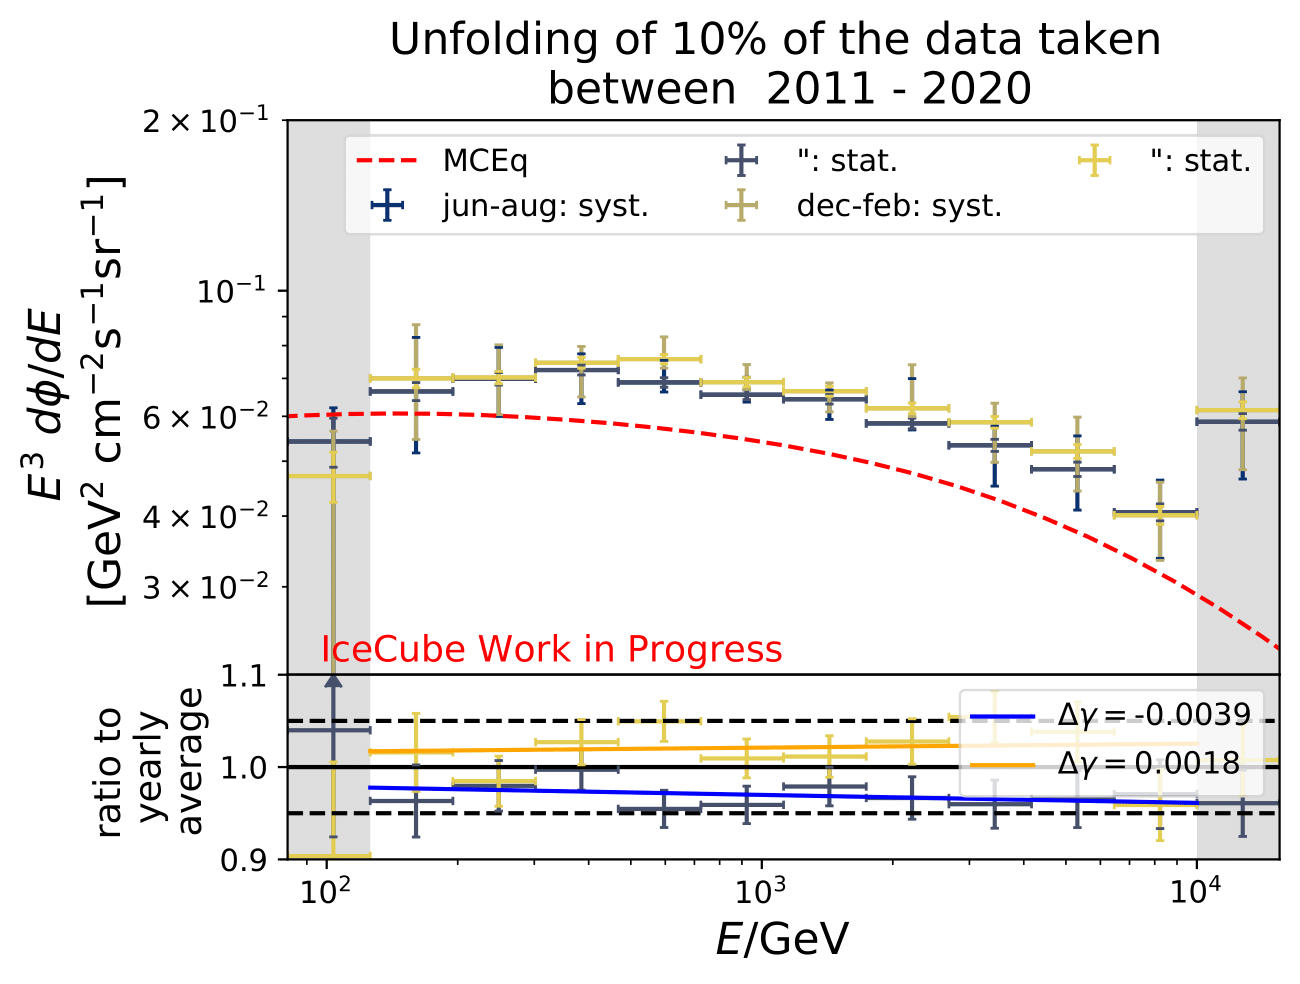 Unfolding of 10% of the data taken
between 2011 - 2020
2 × 10⁻¹
10⁻¹
6 × 10⁻²
4 × 10⁻²
3 × 10⁻²
E³ dϕ/dE
[GeV² cm⁻²s⁻¹sr⁻¹]
MCEq
jun-aug: syst.
": stat.
dec-feb: syst.
": stat.
IceCube Work in Progress
1.1
1.0
0.9
ratio to
yearly
average
Δγ = -0.0039
Δγ = 0.0018
10²
10³
10⁴
E/GeV